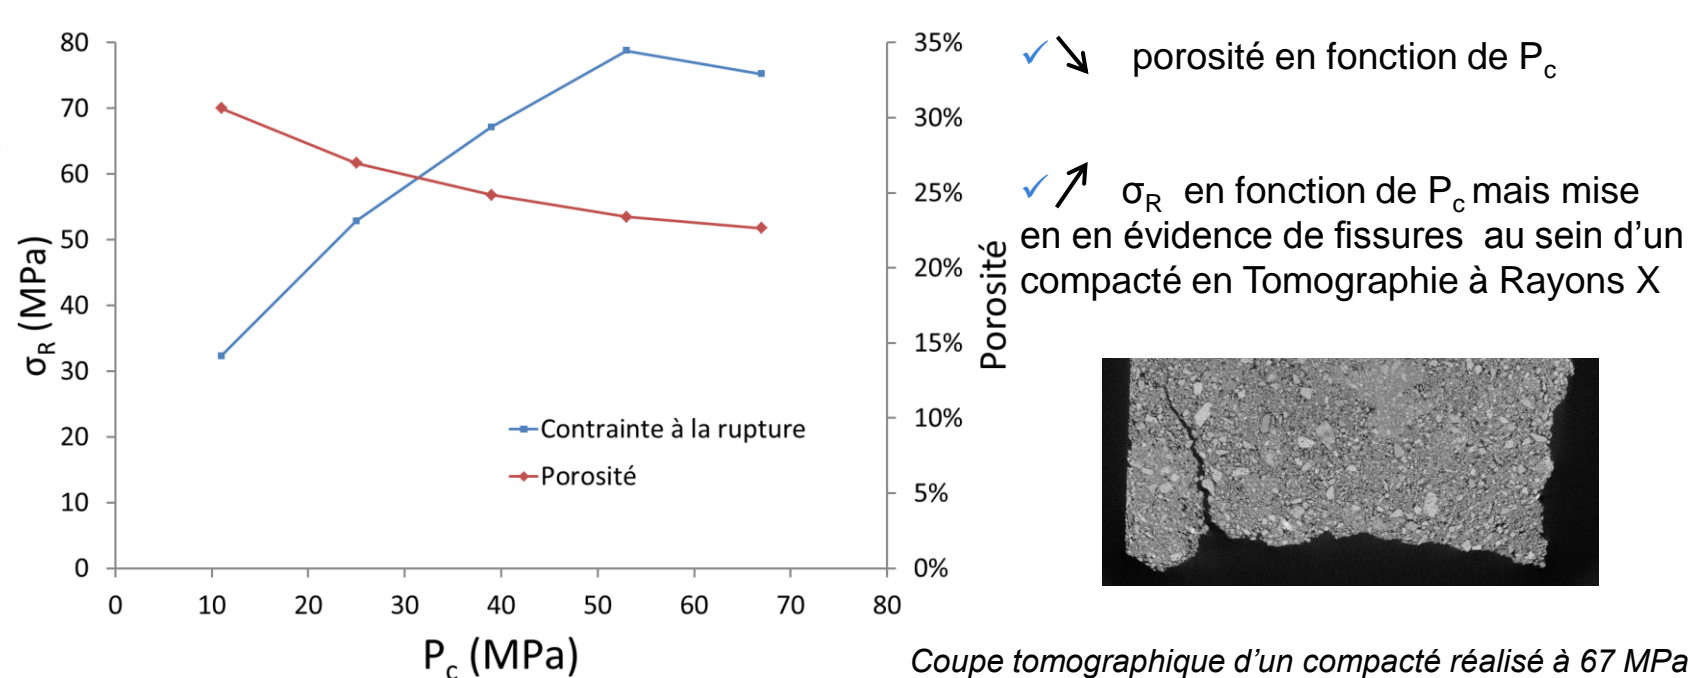 80
70
60
50
40
30
20
10
0
σR (MPa)
0 10 20 30 40 50 60 70 80
Pc (MPa)
35%
30%
25%
20%
15%
10%
5%
0%
Porosité
Contrainte à la rupture
Porosité
✓ ↘ porosité en fonction de Pc
✓ ↗ σR en fonction de Pc mais mise
en en évidence de fissures au sein d’un
compacté en Tomographie à Rayons X
Coupe tomographique d’un compacté réalisé à 67 MPa